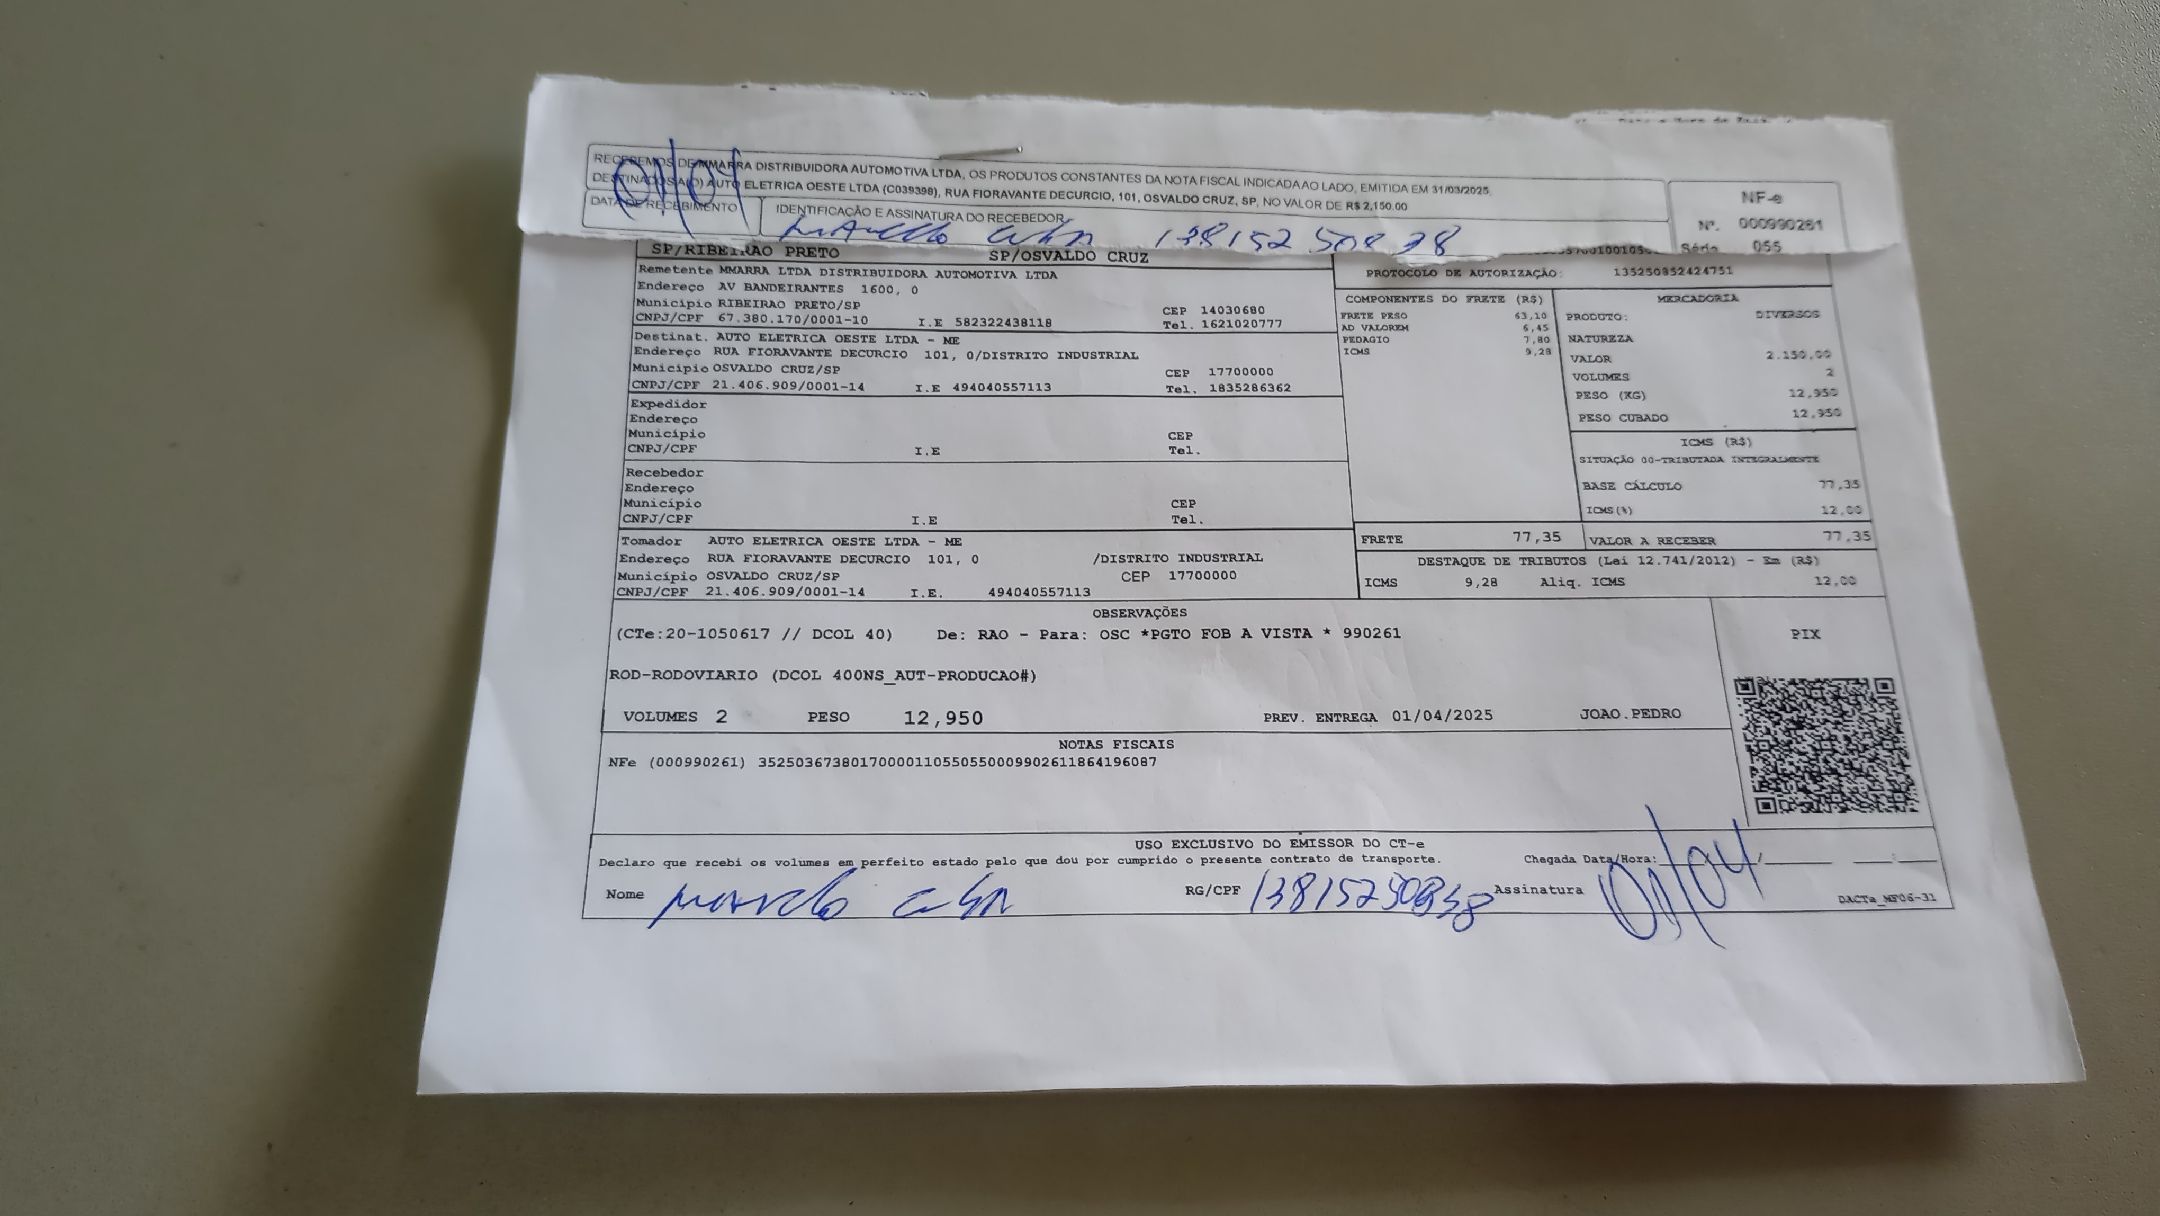 RECEBEMOS DE MMARRA DISTRIBUIDORA AUTOMOTIVA LTDA, OS PRODUTOS CONSTANTES DA NOTA FISCAL INDICADA AO LADO, EMITIDA EM 31/03/2025,
DESTINADOS A(O) AUTO ELETRICA OESTE LTDA (C039398), RUA FIORAVANTE DECURCIO, 101, OSVALDO CRUZ, SP, NO VALOR DE R$ 2,150.00
DATA DE RECEBIMENTO
01/04
IDENTIFICAÇÃO E ASSINATURA DO RECEBEDOR
NF-e
Nº. 000990261
Série 055
SP/RIBEIRAO PRETO SP/OSVALDO CRUZ
Remetente MMARRA LTDA DISTRIBUIDORA AUTOMOTIVA LTDA
Endereço AV BANDEIRANTES 1600, 0
Município RIBEIRAO PRETO/SP CEP 14030680
CNPJ/CPF 67.380.170/0001-10 I.E 582322438118 Tel. 1621020777
Destinat. AUTO ELETRICA OESTE LTDA - ME
Endereço RUA FIORAVANTE DECURCIO 101, 0/DISTRITO INDUSTRIAL
Município OSVALDO CRUZ/SP CEP 17700000
CNPJ/CPF 21.406.909/0001-14 I.E 494040557113 Tel. 1835286362
Expedidor
Endereço
Município CEP
CNPJ/CPF I.E Tel.
Recebedor
Endereço
Município CEP
CNPJ/CPF I.E Tel.
Tomador AUTO ELETRICA OESTE LTDA - ME
Endereço RUA FIORAVANTE DECURCIO 101, 0 /DISTRITO INDUSTRIAL
Município OSVALDO CRUZ/SP CEP 17700000
CNPJ/CPF 21.406.909/0001-14 I.E. 494040557113
PROTOCOLO DE AUTORIZAÇÃO: 135250852424751
COMPONENTES DO FRETE (R$)
FRETE PESO 63,10
AD VALOREM 6,45
PEDAGIO 7,80
ICMS 9,28
MERCADORIA
PRODUTO: DIVERSOS
NATUREZA
VALOR 2.150,00
VOLUMES 2
PESO (KG) 12,950
PESO CUBADO 12,950
ICMS (R$)
SITUAÇÃO 00-TRIBUTADA INTEGRALMENTE
BASE CÁLCULO 77,35
ICMS(%) 12,00
FRETE 77,35 VALOR A RECEBER 77,35
DESTAQUE DE TRIBUTOS (Lei 12.741/2012) - Em (R$)
ICMS 9,28 Aliq. ICMS 12,00
OBSERVAÇÕES
(CTe:20-1050617 // DCOL 40) De: RAO - Para: OSC *PGTO FOB A VISTA * 990261
ROD-RODOVIARIO (DCOL 400NS_AUT-PRODUCAO#)
PIX
VOLUMES 2 PESO 12,950 PREV. ENTREGA 01/04/2025 JOAO.PEDRO
NOTAS FISCAIS
NFe (000990261) 35250367380170000110550550009902611864196087
USO EXCLUSIVO DO EMISSOR DO CT-e
Declaro que recebi os volumes em perfeito estado pelo que dou por cumprido o presente contrato de transporte. Chegada Data/Hora:
Nome RG/CPF Assinatura 01/04
DACTe_MF06-31